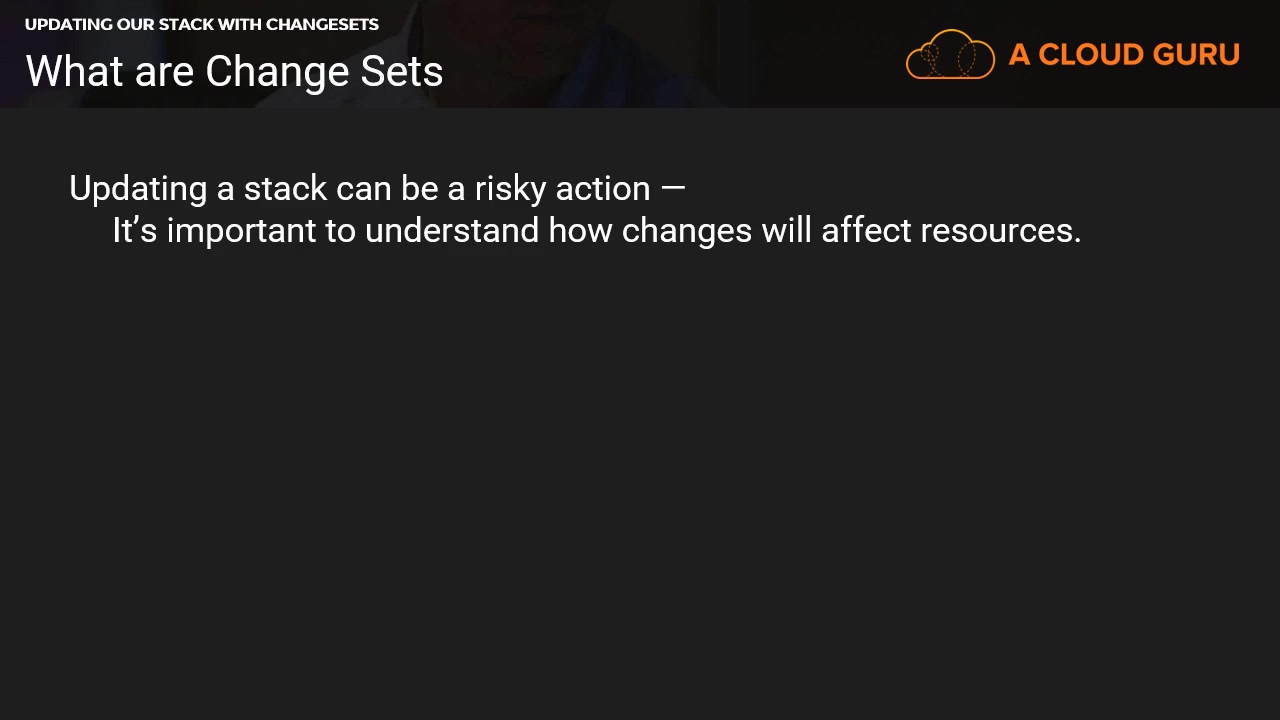 UPDATING OUR STACK WITH CHANGESETS
What are Change Sets
A CLOUD GURU
Updating a stack can be a risky action —
It’s important to understand how changes will affect resources.